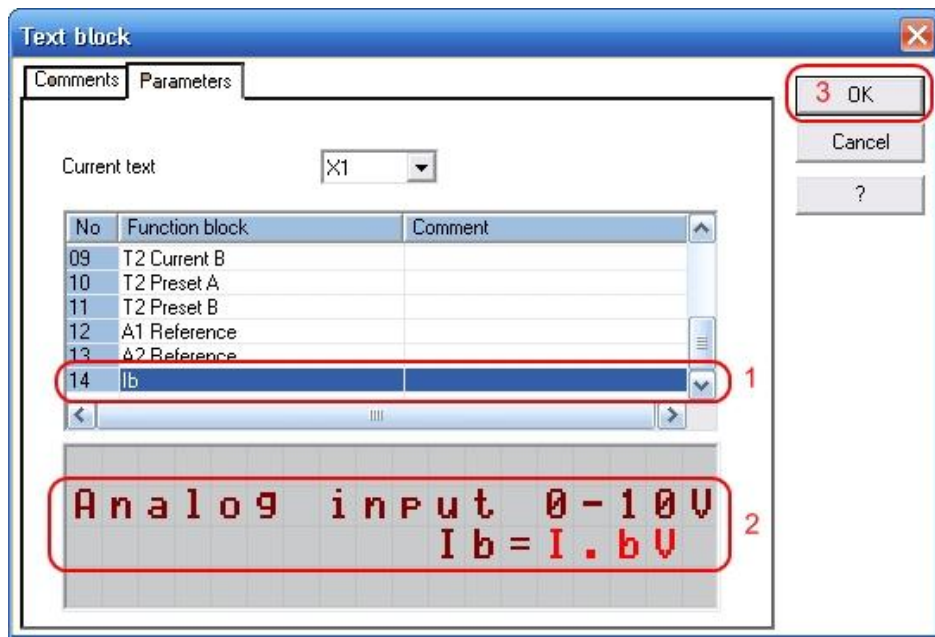 Text block
Comments Parameters
3 OK
Cancel
?
Current text X1
No Function block Comment
09 T2 Current B
10 T2 Preset A
11 T2 Preset B
12 A1 Reference
13 A2 Reference
14 Ib
1
Analog input 0-10V
Ib=I.bV
2